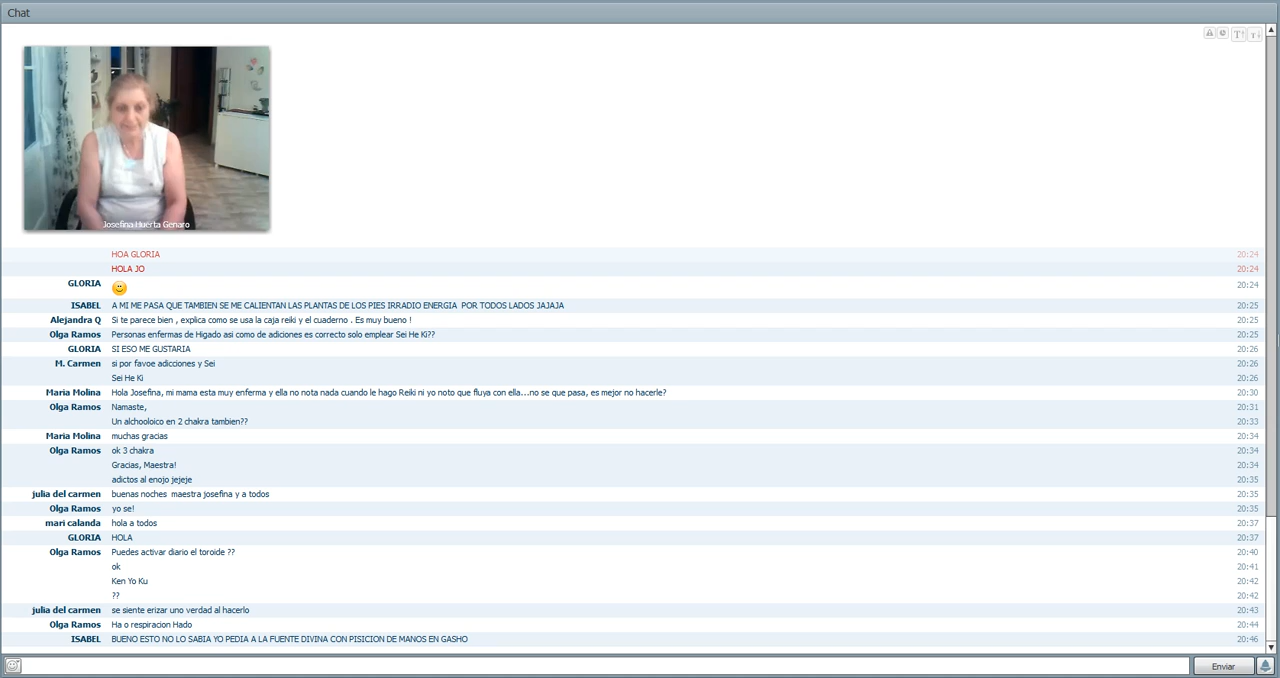 Chat
Josefina Huerta Genaro
HOA GLORIA 20:24
HOLA JO 20:24
GLORIA 20:24
ISABEL A MI ME PASA QUE TAMBIEN SE ME CALIENTAN LAS PLANTAS DE LOS PIES IRRADIO ENERGIA POR TODOS LADOS JAJAJA 20:25
Alejandra Q Si te parece bien , explica como se usa la caja reiki y el cuaderno . Es muy bueno ! 20:25
Olga Ramos Personas enfermas de Higado asi como de adiciones es correcto solo emplear Sei He Ki?? 20:25
GLORIA SI ESO ME GUSTARIA 20:26
M. Carmen si por favoe adicciones y Sei 20:26
Sei He Ki 20:26
Maria Molina Hola Josefina, mi mama esta muy enferma y ella no nota nada cuando le hago Reiki ni yo noto que fluya con ella...no se que pasa, es mejor no hacerle? 20:30
Olga Ramos Namaste, 20:31
Un alchooloico en 2 chakra tambien?? 20:33
Maria Molina muchas gracias 20:34
Olga Ramos ok 3 chakra 20:34
Gracias, Maestra! 20:34
adictos al enojo jejeje 20:35
julia del carmen buenas noches maestra josefina y a todos 20:35
Olga Ramos yo se! 20:35
mari calanda hola a todos 20:37
GLORIA HOLA 20:37
Olga Ramos Puedes activar diario el toroide ?? 20:40
ok 20:41
Ken Yo Ku 20:42
?? 20:42
julia del carmen se siente erizar uno verdad al hacerlo 20:43
Olga Ramos Ha o respiracion Hado 20:44
ISABEL BUENO ESTO NO LO SABIA YO PEDIA A LA FUENTE DIVINA CON PISICION DE MANOS EN GASHO 20:46
Enviar